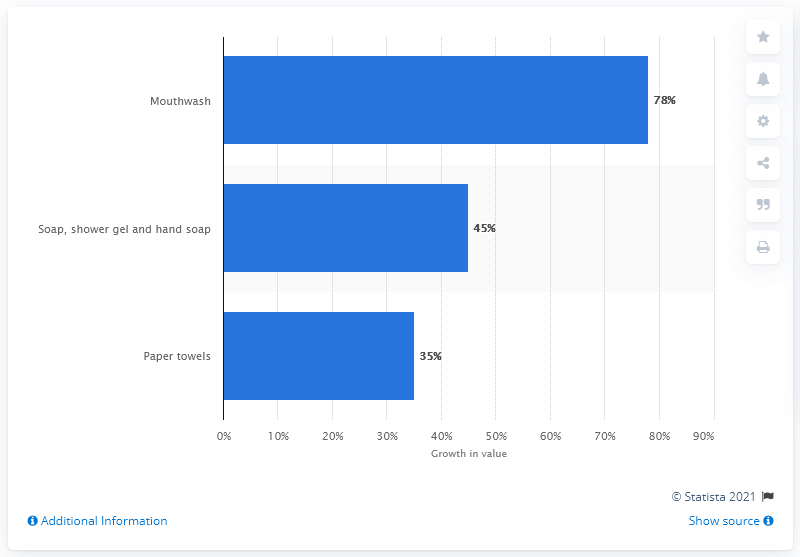 Mouthwash
78%
Soap, shower gel and hand soap
45%
Paper towels
35%
0% 10% 20% 30% 40% 50% 60% 70% 80% 90%
Growth in value
© Statista 2021
Additional Information
Show source